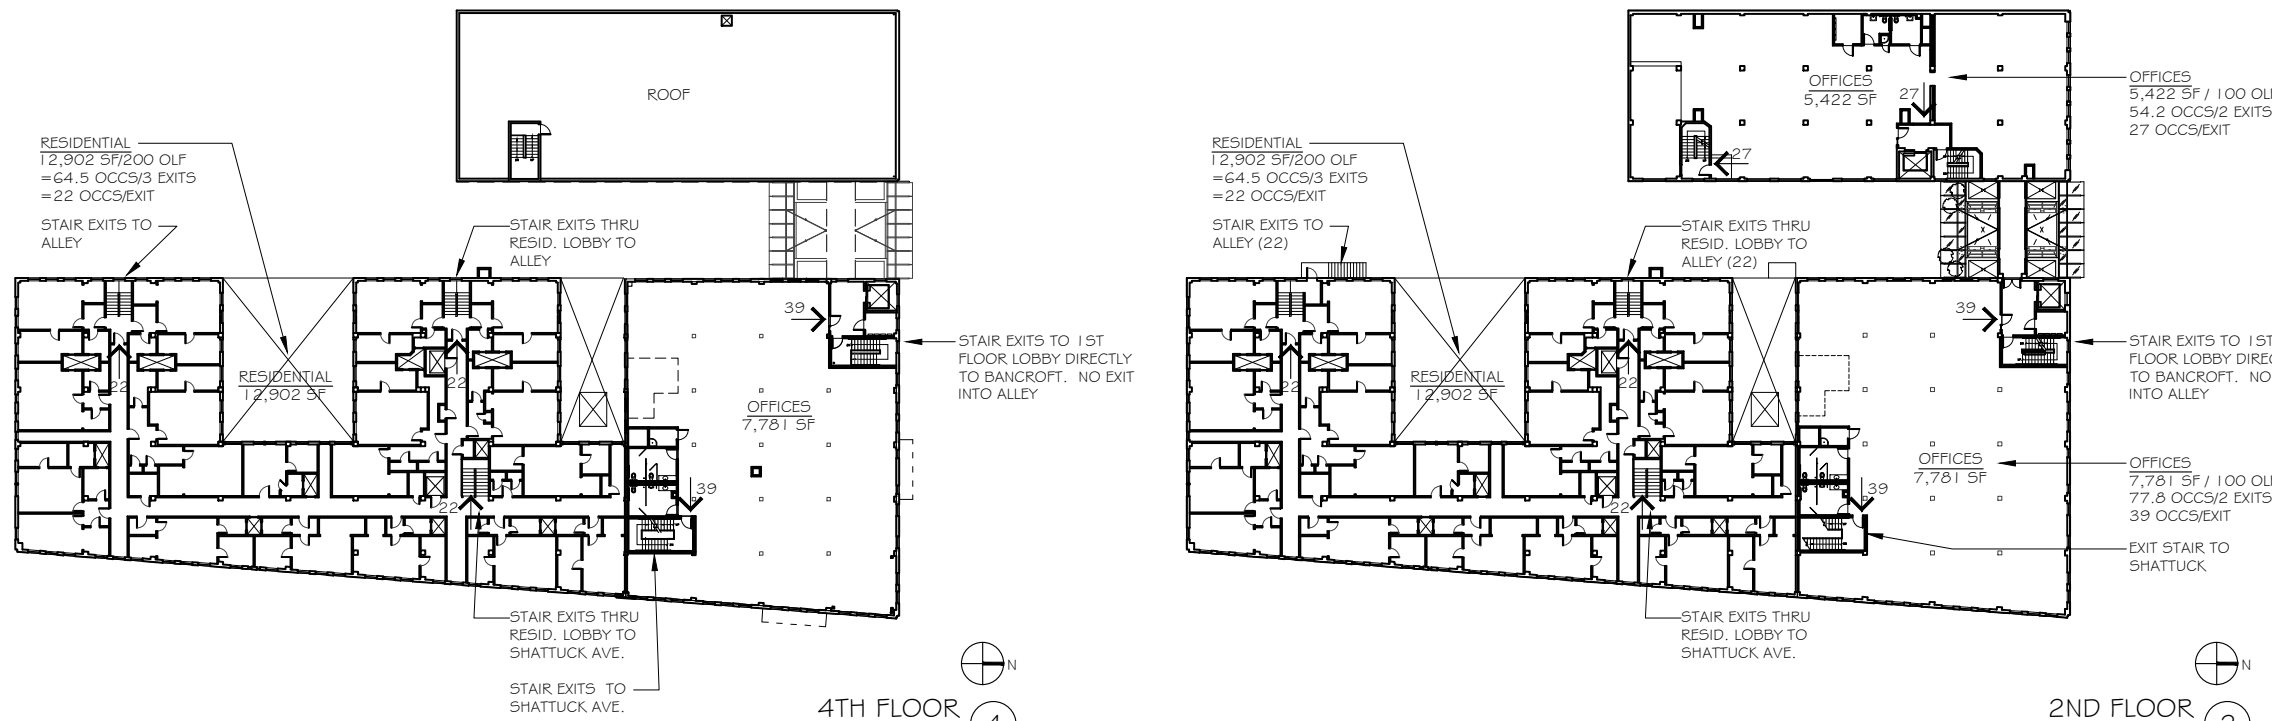 ROOF
RESIDENTIAL
12,902 SF/200 OLF
=64.5 OCCS/3 EXITS
=22 OCCS/EXIT
STAIR EXITS TO
ALLEY
STAIR EXITS THRU
RESID. LOBBY TO
ALLEY
39
STAIR EXITS TO 1ST
FLOOR LOBBY DIRECTLY
TO BANCROFT. NO EXIT
INTO ALLEY
22
RESIDENTIAL
12,902 SF
22
OFFICES
7,781 SF
39
22
STAIR EXITS THRU
RESID. LOBBY TO
SHATTUCK AVE.
STAIR EXITS TO
SHATTUCK AVE.
N
4TH FLOOR
OFFICES
5,422 SF
27
27
OFFICES
5,422 SF / 100 OLF
54.2 OCCS/2 EXITS
27 OCCS/EXIT
RESIDENTIAL
12,902 SF/200 OLF
=64.5 OCCS/3 EXITS
=22 OCCS/EXIT
STAIR EXITS TO
ALLEY (22)
STAIR EXITS THRU
RESID. LOBBY TO
ALLEY (22)
39
STAIR EXITS TO 1ST
FLOOR LOBBY
TO BANCROFT. NO
INTO ALLEY
22
RESIDENTIAL
12,902 SF
22
OFFICES
7,781 SF
OFFICES
7,781 SF / 100 OLF
77.8 OCCS/2 EXITS
39 OCCS/EXIT
39
22
EXIT STAIR TO
SHATTUCK
STAIR EXITS THRU
RESID. LOBBY TO
SHATTUCK AVE.
N
2ND FLOOR